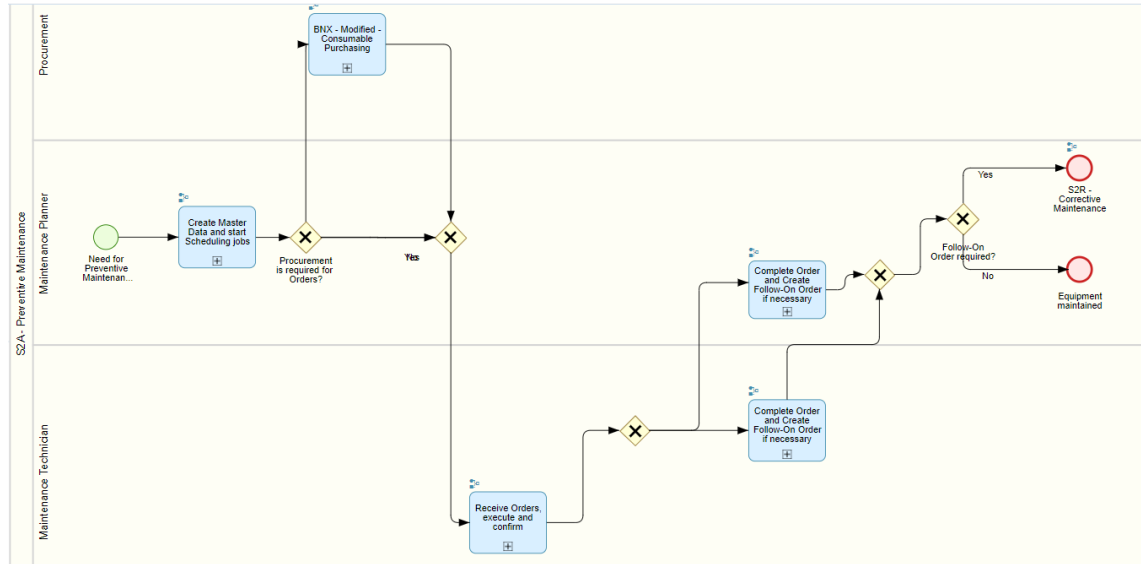 S2A - Preventive Maintenance
Procurement
BNX - Modified -
Consumable
Purchasing
Maintenance Planner
Need for
Preventive
Maintenan...
Create Master
Data and start
Scheduling jobs
Procurement
is required for
Orders?
Yes
No
Complete Order
and Create
Follow-On Order
if necessary
Follow-On
Order required?
Yes
No
S2R -
Corrective
Maintenance
Equipment
maintained
Maintenance Technician
Receive Orders,
execute and
confirm
Complete Order
and Create
Follow-On Order
if necessary